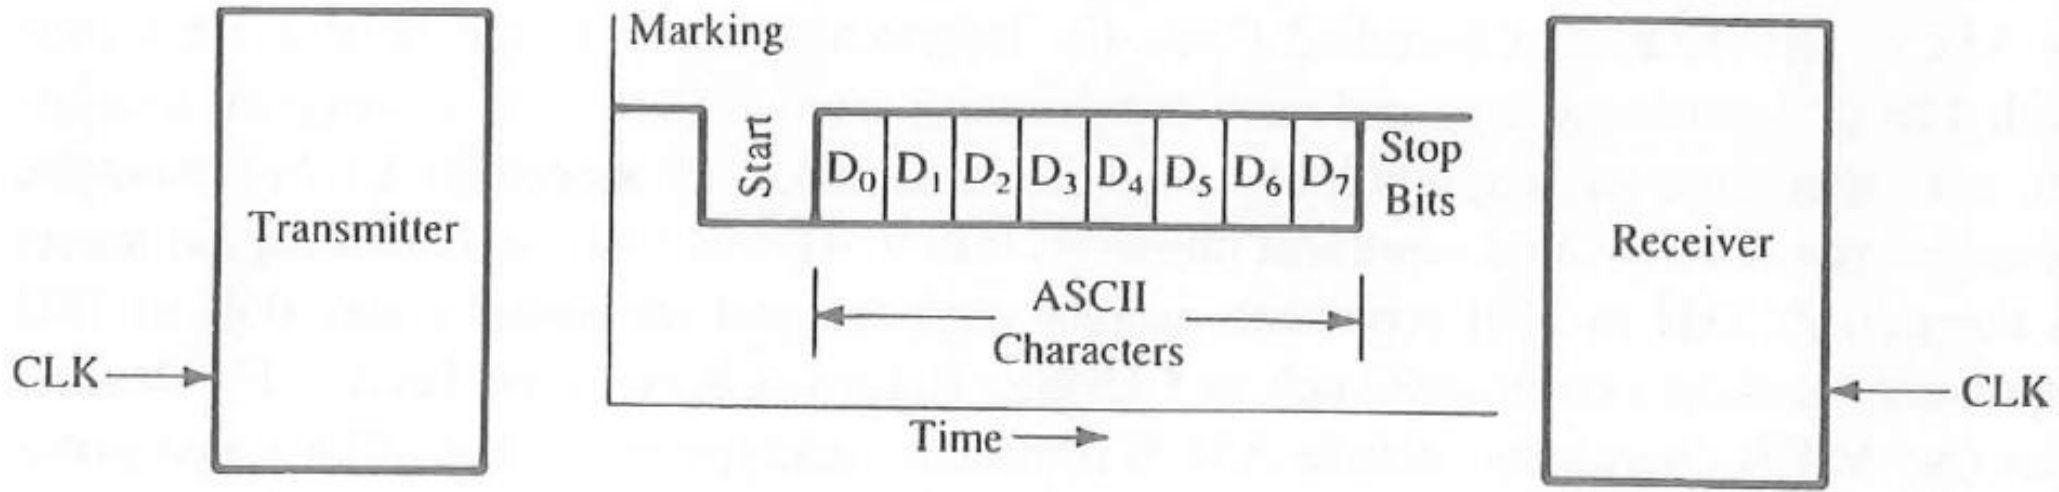 Marking
Start
D₀ D₁ D₂ D₃ D₄ D₅ D₆ D₇
Stop
Bits
Transmitter
Receiver
ASCII
Characters
CLK
CLK
Time